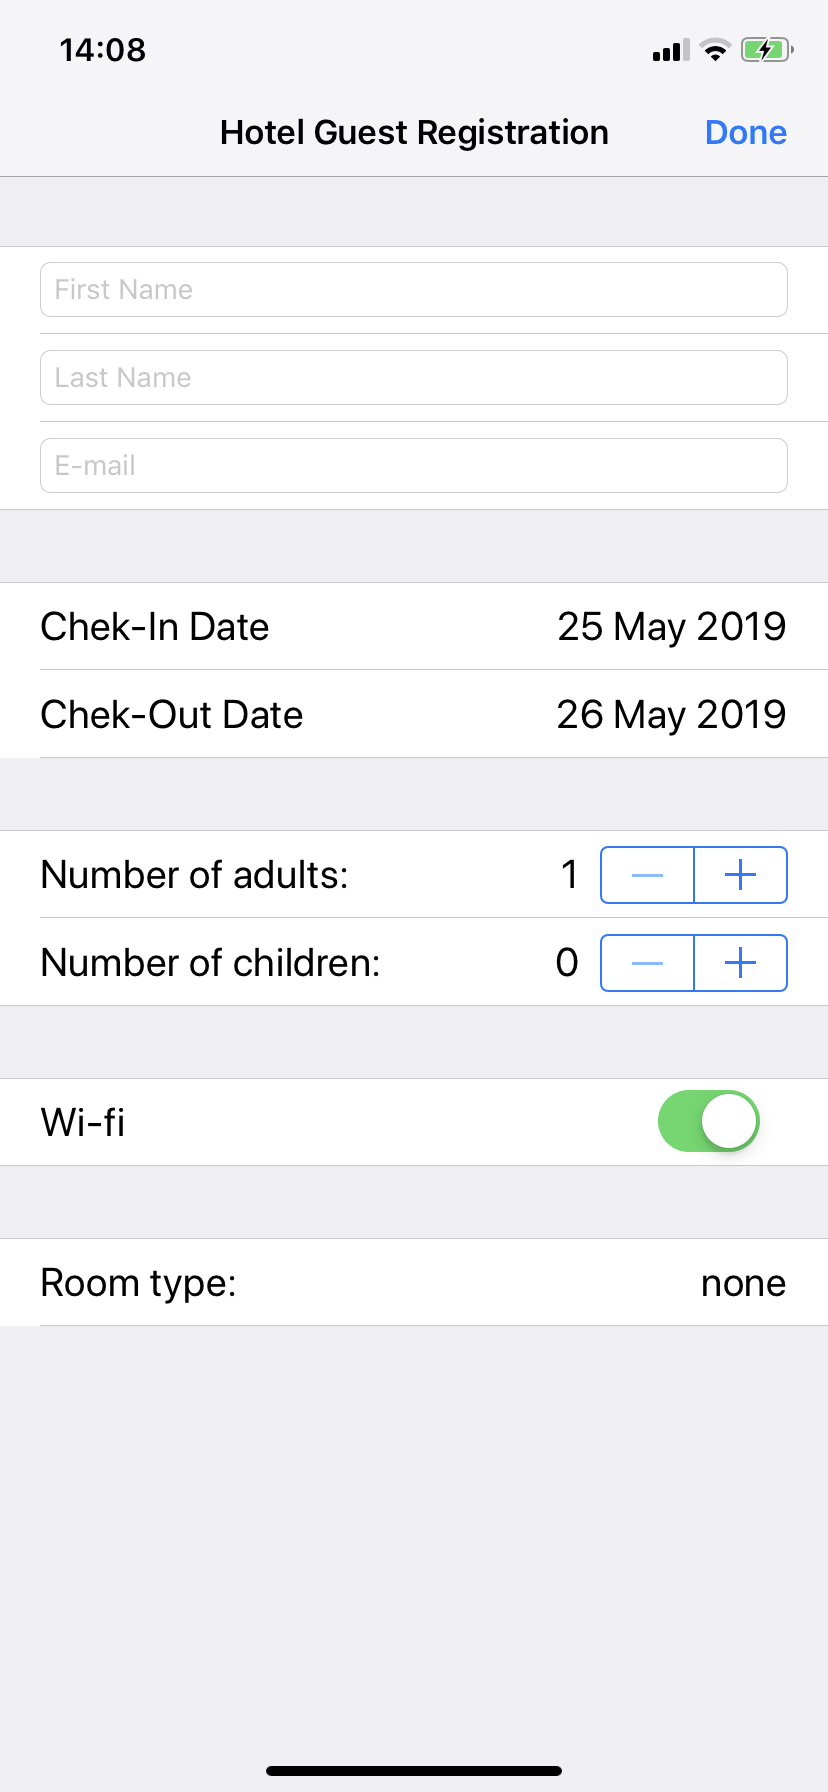 14:08
Hotel Guest Registration Done
First Name
Last Name
E-mail
Chek-In Date 25 May 2019
Chek-Out Date 26 May 2019
Number of adults: 1 — +
Number of children: 0 — +
Wi-fi
Room type: none